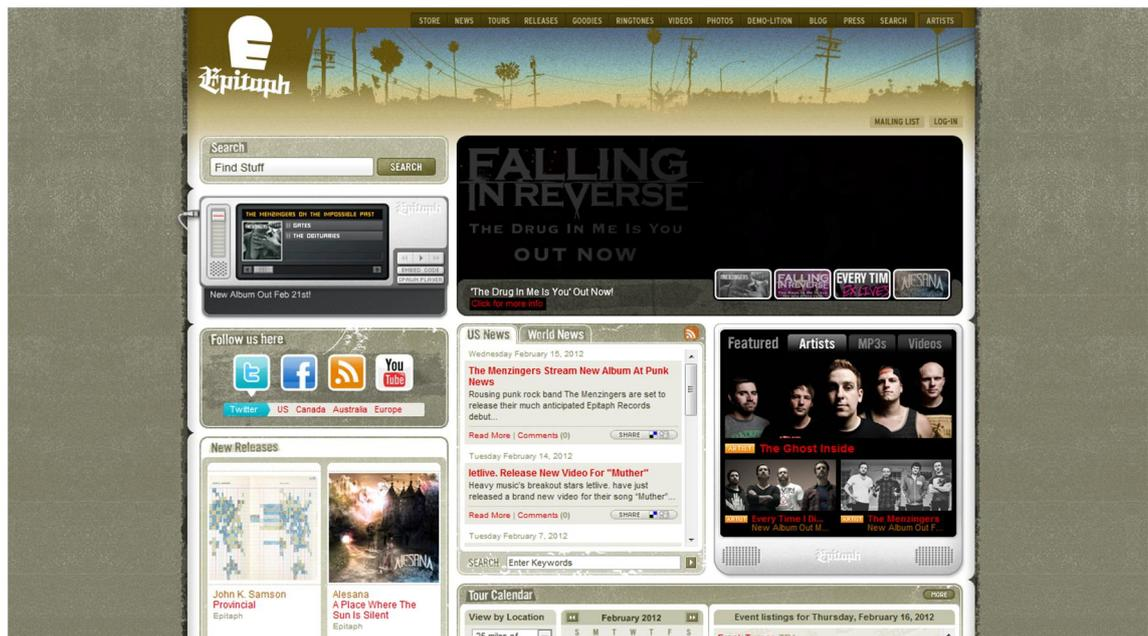 STORE NEWS TOURS RELEASES GOODIES RINGTONES VIDEOS PHOTOS DEMO-LITION BLOG PRESS SEARCH ARTISTS
Epitaph
MAILING LIST LOG-IN
Search
Find Stuff SEARCH
THE MENZINGERS ON THE IMPOSSIBLE PAST
Epitaph
GATES
THE OBITUARIES
EMBED CODE
SPAWN PLAYER
New Album Out Feb 21st!
FALLING
IN REVERSE
THE DRUG IN ME IS YOU
OUT NOW
FALLING IN REVERSE
EVERY TIM
EX LIVES
ALESANA
'The Drug In Me Is You' Out Now!
Click for more info
Follow us here
You
Tube
Twitter US Canada Australia Europe
New Releases
ALESANA
John K. Samson
Provincial
Epitaph
Alesana
A Place Where The
Sun Is Silent
Epitaph
US News World News
Wednesday February 15, 2012
The Menzingers Stream New Album At Punk
News
Rousing punk rock band The Menzingers are set to
release their much anticipated Epitaph Records
debut...
Read More | Comments (0) SHARE
Tuesday February 14, 2012
letlive. Release New Video For "Muther"
Heavy music's breakout stars letlive. have just
released a brand new video for their song "Muther"...
Read More | Comments (0) SHARE
Tuesday February 7, 2012
SEARCH Enter Keywords
Featured Artists MP3s Videos
ARTIST The Ghost Inside
ARTIST Every Time I Di...
New Album Out M...
ARTIST The Menzingers
New Album Out F...
Epitaph
Tour Calendar MORE
View by Location
25 miles of
February 2012
S M T W T F S
Event listings for Thursday, February 16, 2012